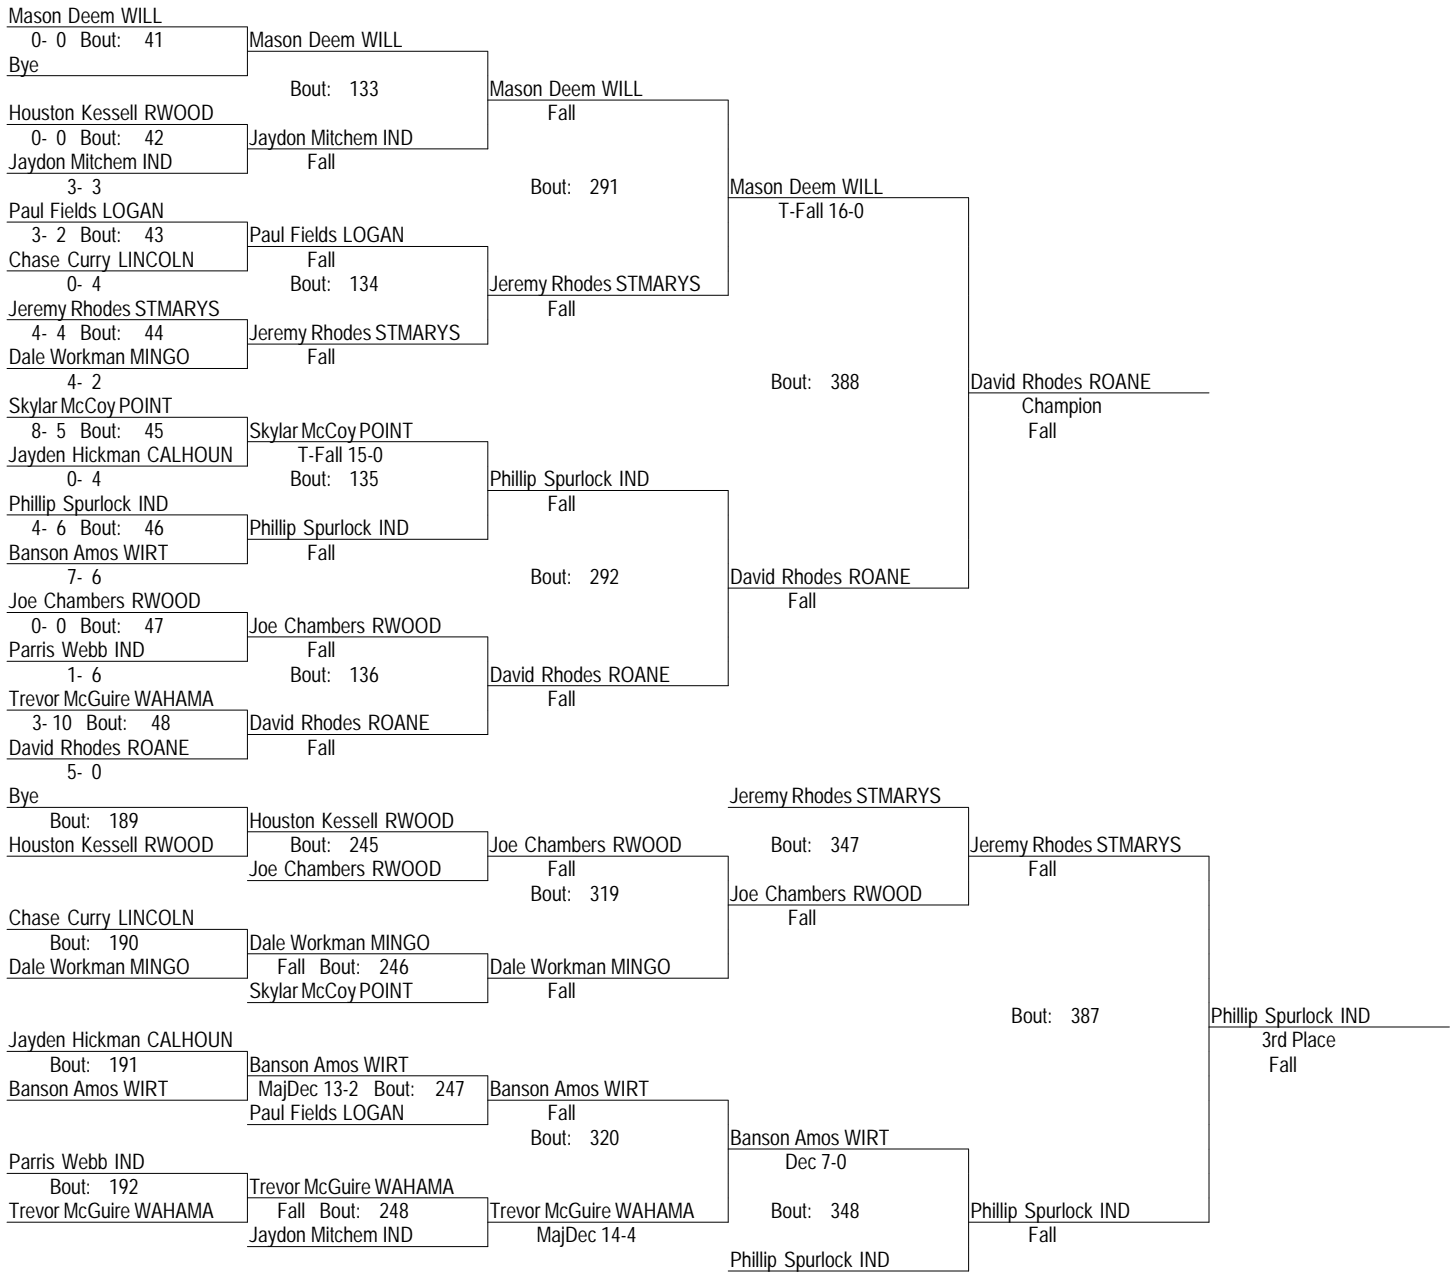 Mason Deem WILL
0- 0 Bout: 41
Mason Deem WILL
Bye
Bout: 133
Mason Deem WILL
Houston Kessell RWOOD
Fall
0- 0 Bout: 42
Jaydon Mitchem IND
Jaydon Mitchem IND
Fall
3- 3
Bout: 291
Mason Deem WILL
Paul Fields LOGAN
T-Fall 16-0
3- 2 Bout: 43
Paul Fields LOGAN
Chase Curry LINCOLN
Fall
0- 4
Bout: 134
Jeremy Rhodes STMARYS
Jeremy Rhodes STMARYS
Fall
4- 4 Bout: 44
Jeremy Rhodes STMARYS
Dale Workman MINGO
Fall
4- 2
Bout: 388
David Rhodes ROANE
Skylar McCoy POINT
Champion
8- 5 Bout: 45
Skylar McCoy POINT
Fall
Jayden Hickman CALHOUN
T-Fall 15-0
0- 4
Bout: 135
Phillip Spurlock IND
Phillip Spurlock IND
Fall
4- 6 Bout: 46
Phillip Spurlock IND
Banson Amos WIRT
Fall
7- 6
Bout: 292
David Rhodes ROANE
Joe Chambers RWOOD
Fall
0- 0 Bout: 47
Joe Chambers RWOOD
Parris Webb IND
Fall
1- 6
Bout: 136
David Rhodes ROANE
Trevor McGuire WAHAMA
Fall
3- 10 Bout: 48
David Rhodes ROANE
David Rhodes ROANE
Fall
5- 0
Bye
Jeremy Rhodes STMARYS
Bout: 189
Houston Kessell RWOOD
Houston Kessell RWOOD
Bout: 245
Joe Chambers RWOOD
Bout: 347
Jeremy Rhodes STMARYS
Joe Chambers RWOOD
Fall
Fall
Bout: 319
Joe Chambers RWOOD
Chase Curry LINCOLN
Fall
Bout: 190
Dale Workman MINGO
Dale Workman MINGO
Fall Bout: 246
Dale Workman MINGO
Skylar McCoy POINT
Fall
Bout: 387
Phillip Spurlock IND
Jayden Hickman CALHOUN
3rd Place
Bout: 191
Banson Amos WIRT
Fall
Banson Amos WIRT
MajDec 13-2 Bout: 247
Banson Amos WIRT
Paul Fields LOGAN
Fall
Bout: 320
Banson Amos WIRT
Parris Webb IND
Dec 7-0
Bout: 192
Trevor McGuire WAHAMA
Trevor McGuire WAHAMA
Fall Bout: 248
Trevor McGuire WAHAMA
Bout: 348
Phillip Spurlock IND
Jaydon Mitchem IND
MajDec 14-4
Fall
Phillip Spurlock IND